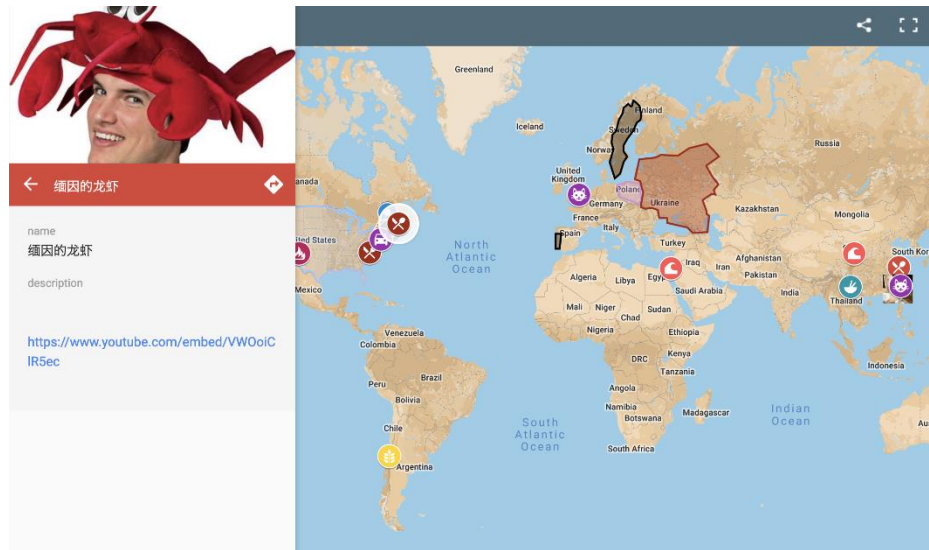 缅因的龙虾
name
缅因的龙虾
description
https://www.youtube.com/embed/VWOoiC
lR5ec
Greenland
Iceland
Finland
Sweden
Norway
Russia
United
Kingdom
Poland
Germany
Ukraine
Kazakhstan
France
Mongolia
Italy
Spain
Turkey
South Kor
anada
ited States
North
Atlantic
Ocean
Iraq
Iran
Afghanistan
Pakistan
Algeria
Libya
Egyp
Saudi Arabia
India
Thailand
Mexico
Mali
Niger
Chad
Sudan
Nigeria
Ethiopia
Venezuela
Colombia
DRC
Kenya
Tanzania
Indonesia
Peru
Brazil
Angola
Bolivia
Namibia
Botswana
Madagascar
Indian
Ocean
South
Atlantic
Ocean
Chile
South Africa
Au
Argentina